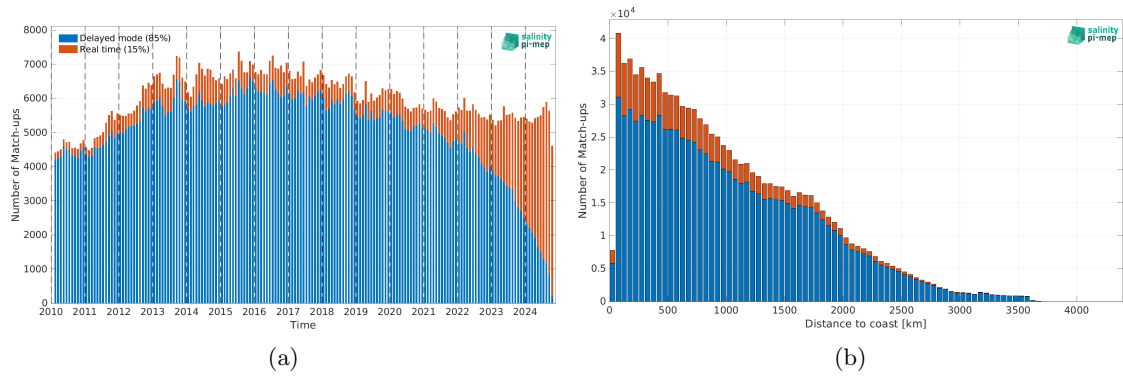 8000
7000
6000
5000
4000
3000
2000
1000
0
Number of Match-ups
Delayed mode (85%)
Real time (15%)
salinity
pi-mep
2010 2011 2012 2013 2014 2015 2016 2017 2018 2019 2020 2021 2022 2023 2024
Time
(a)
×10⁴
4
3.5
3
2.5
2
1.5
1
0.5
0
Number of Match-ups
salinity
pi-mep
0 500 1000 1500 2000 2500 3000 3500 4000
Distance to coast [km]
(b)